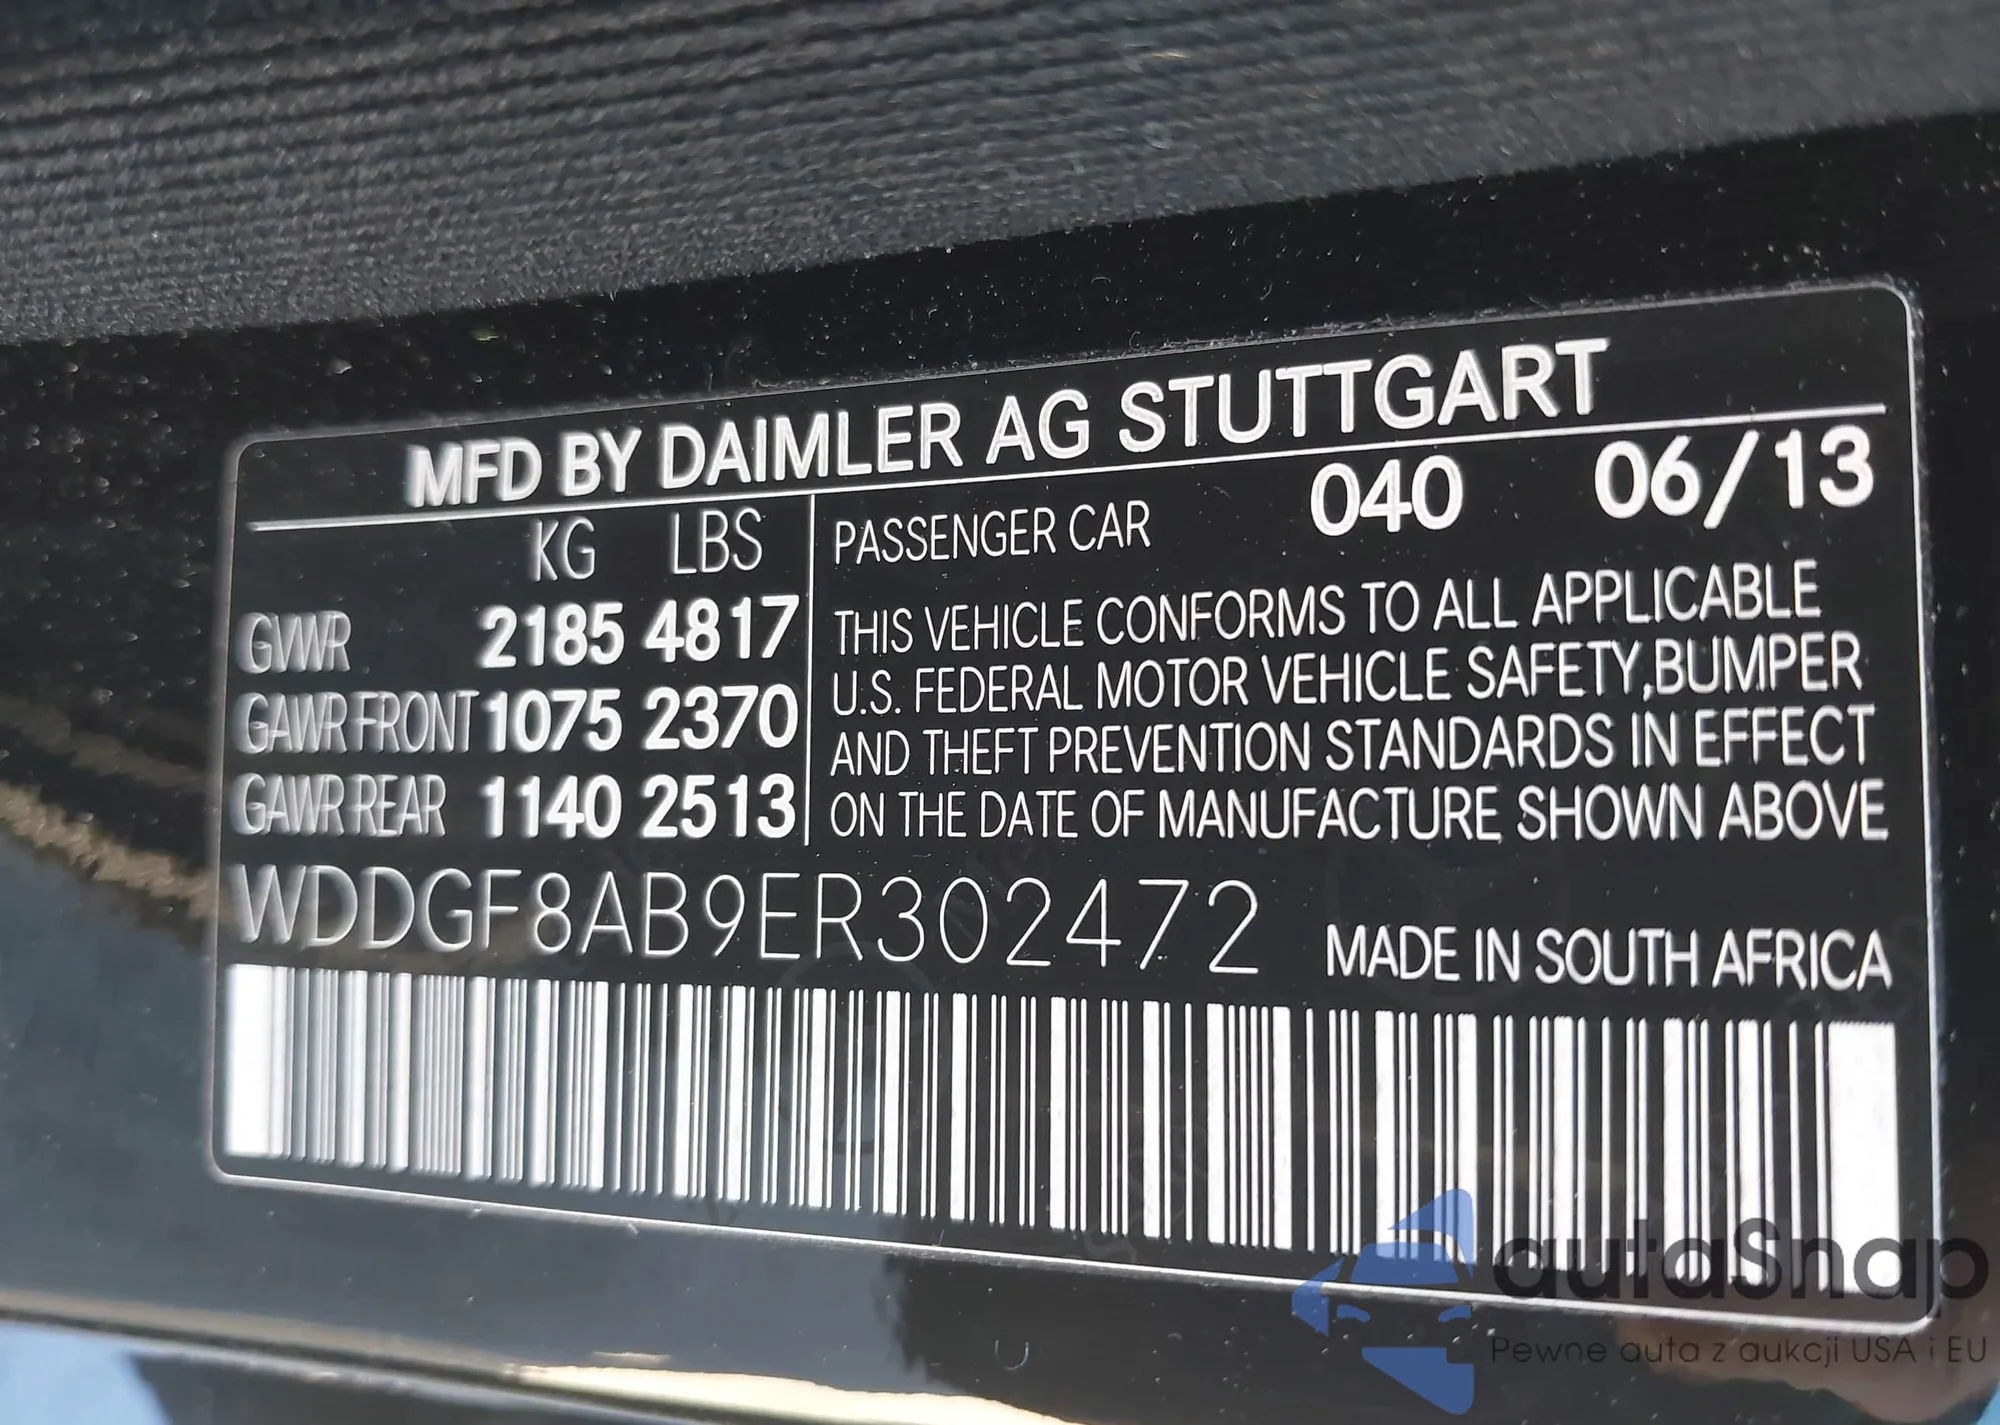 MFD BY DAIMLER AG STUTTGART
KG LBS
GVWR 2185 4817
GAWR FRONT 1075 2370
GAWR REAR 1140 2513
PASSENGER CAR 040 06/13
THIS VEHICLE CONFORMS TO ALL APPLICABLE
U.S. FEDERAL MOTOR VEHICLE SAFETY,BUMPER
AND THEFT PREVENTION STANDARDS IN EFFECT
ON THE DATE OF MANUFACTURE SHOWN ABOVE
WDDGF8AB9ER302472
MADE IN SOUTH AFRICA
autaSnap
Pewne auta z aukcji USA i EU